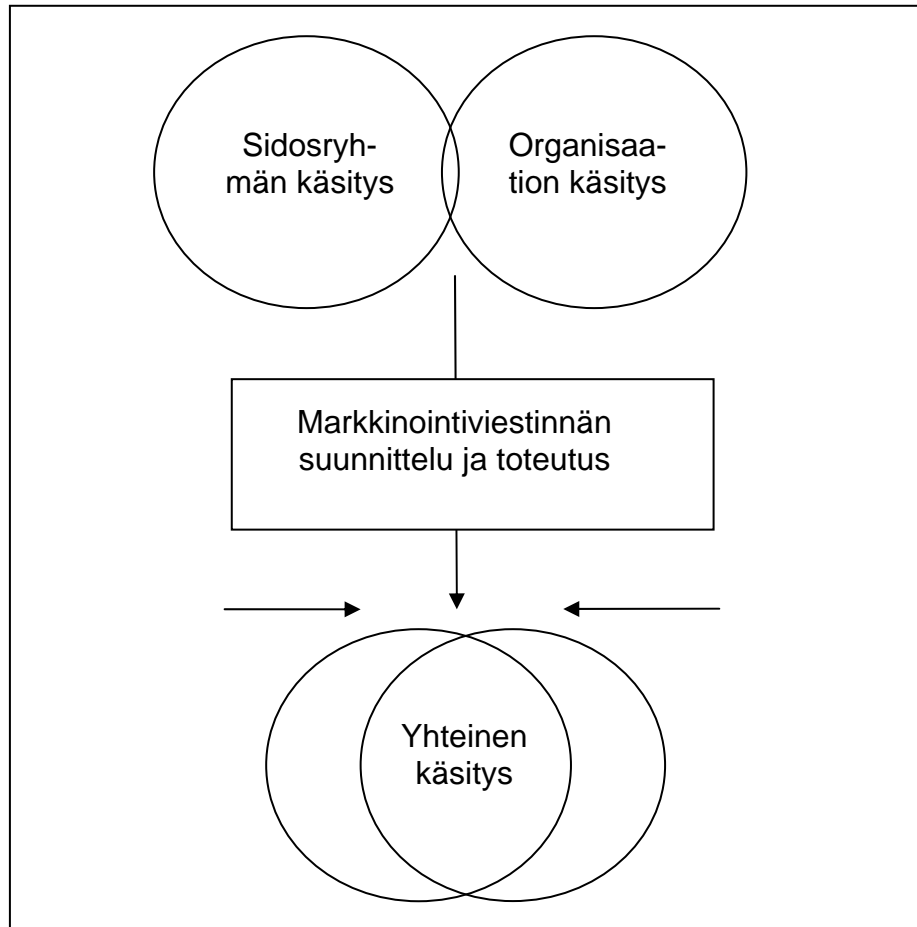 Sidosryh-
män käsitys
Organisaa-
tion käsitys
Markkinointiviestinnän
suunnittelu ja toteutus
Yhteinen
käsitys